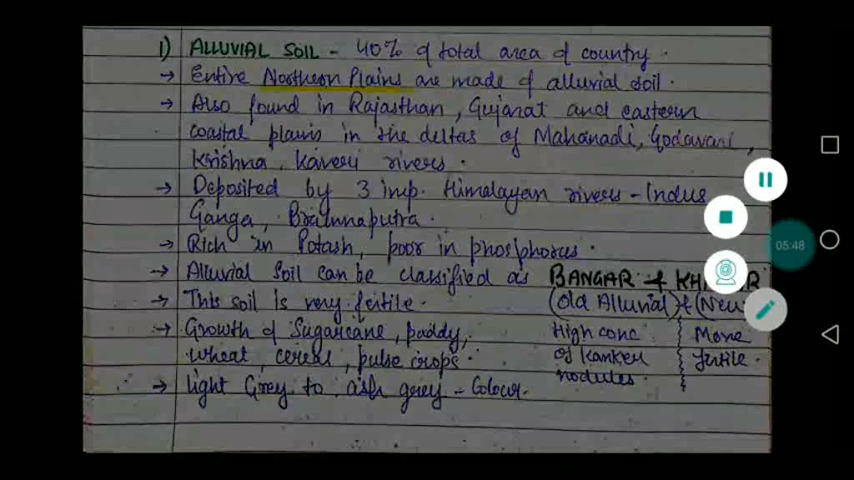 1) ALLUVIAL SOIL - 40% of total area of country.
→ Entire Northern Plains are made of alluvial soil.
→ Also found in Rajasthan, Gujarat and eastern
coastal plains in the deltas of Mahanadi, Godavari,
Krishna, Kaveri rivers.
→ Deposited by 3 imp. Himalayan rivers - Indus
Ganga, Brahmaputra.
→ Rich in Potash, poor in phosphorus.
→ Alluvial Soil can be classified as BANGAR +
→ This soil is very fertile. (Old Alluvial) + (New
→ Growth of Sugarcane, paddy, High conc More
wheat, cereal, pulse crops. of Kanker fertile.
nodules.
→ light Grey to ash grey - Colour.
05:48